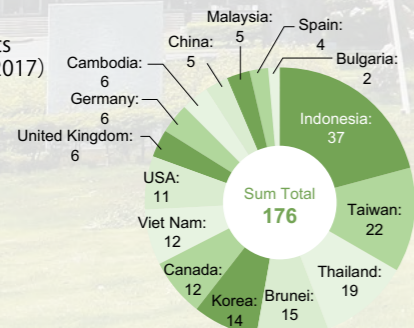 s
2017)
Malaysia:
5
Spain:
4
China:
5
Bulgaria:
2
Cambodia:
6
Germany:
6
United Kingdom:
6
Indonesia:
37
USA:
11
Sum Total
176
Taiwan:
22
Viet Nam:
12
Thailand:
19
Canada:
12
Brunei:
15
Korea:
14